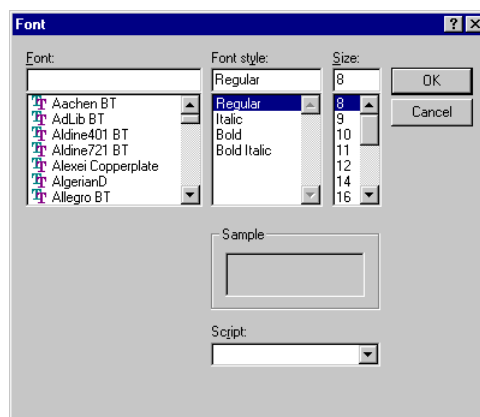 Font
Font: Font style: Size:
Regular 8
OK
Cancel
Aachen BT
AdLib BT
Aldine401 BT
Aldine721 BT
Alexei Copperplate
AlgerianD
Allegro BT
Regular
Italic
Bold
Bold Italic
8
9
10
11
12
14
16
Sample
Script: